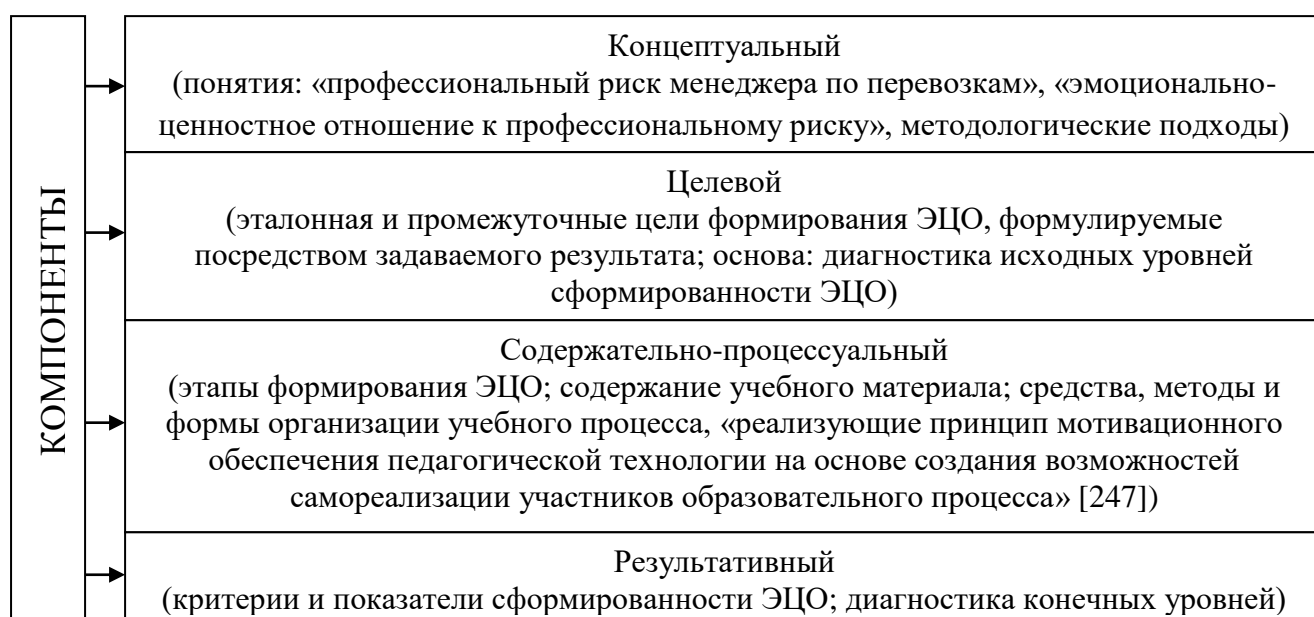 КОМПОНЕНТЫ
Концептуальный
(понятия: «профессиональный риск менеджера по перевозкам», «эмоционально-
ценностное отношение к профессиональному риску», методологические подходы)
Целевой
(эталонная и промежуточные цели формирования ЭЦО, формулируемые
посредством задаваемого результата; основа: диагностика исходных уровней
сформированности ЭЦО)
Содержательно-процессуальный
(этапы формирования ЭЦО; содержание учебного материала; средства, методы и
формы организации учебного процесса, «реализующие принцип мотивационного
обеспечения педагогической технологии на основе создания возможностей
самореализации участников образовательного процесса» [247])
Результативный
(критерии и показатели сформированности ЭЦО; диагностика конечных уровней)